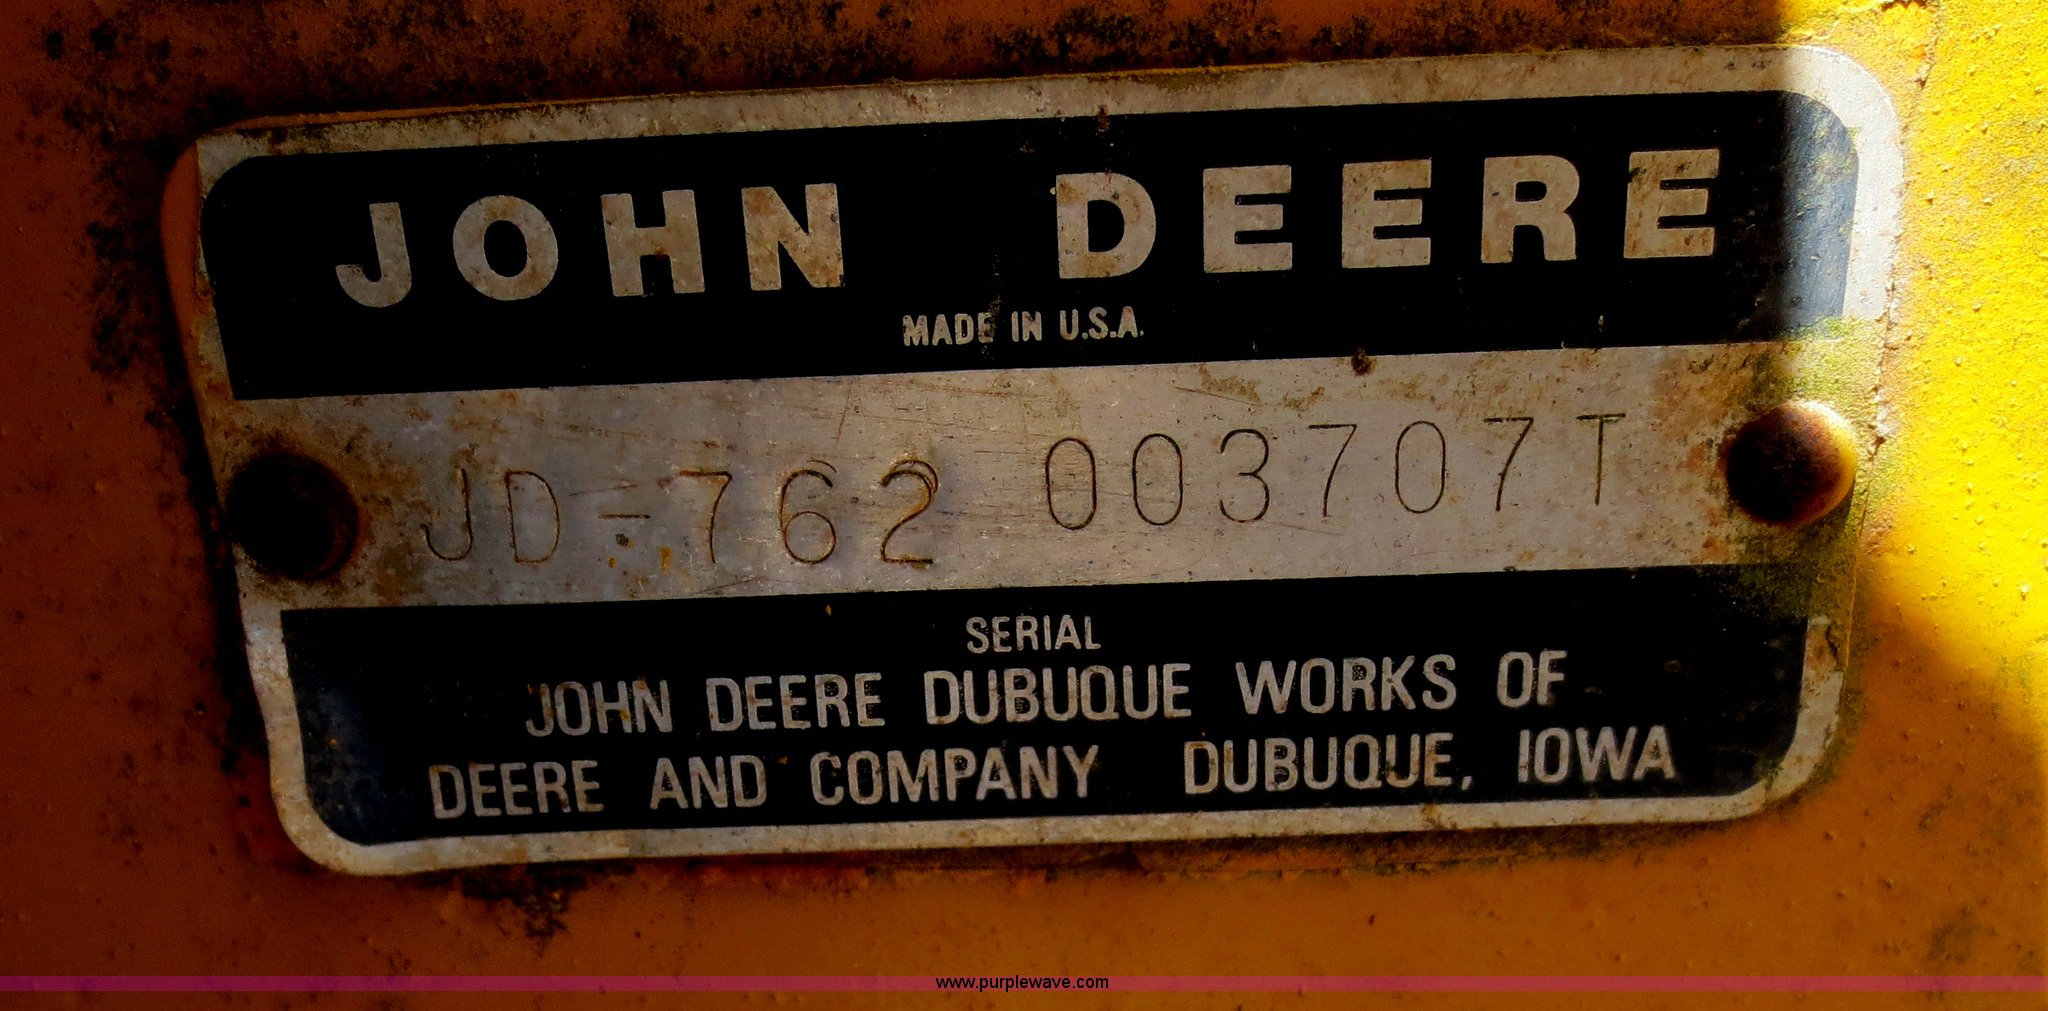 JOHN DEERE
MADE IN U.S.A.
JD-762 003707T
SERIAL
JOHN DEERE DUBUQUE WORKS OF
DEERE AND COMPANY DUBUQUE, IOWA
www.purplewave.com